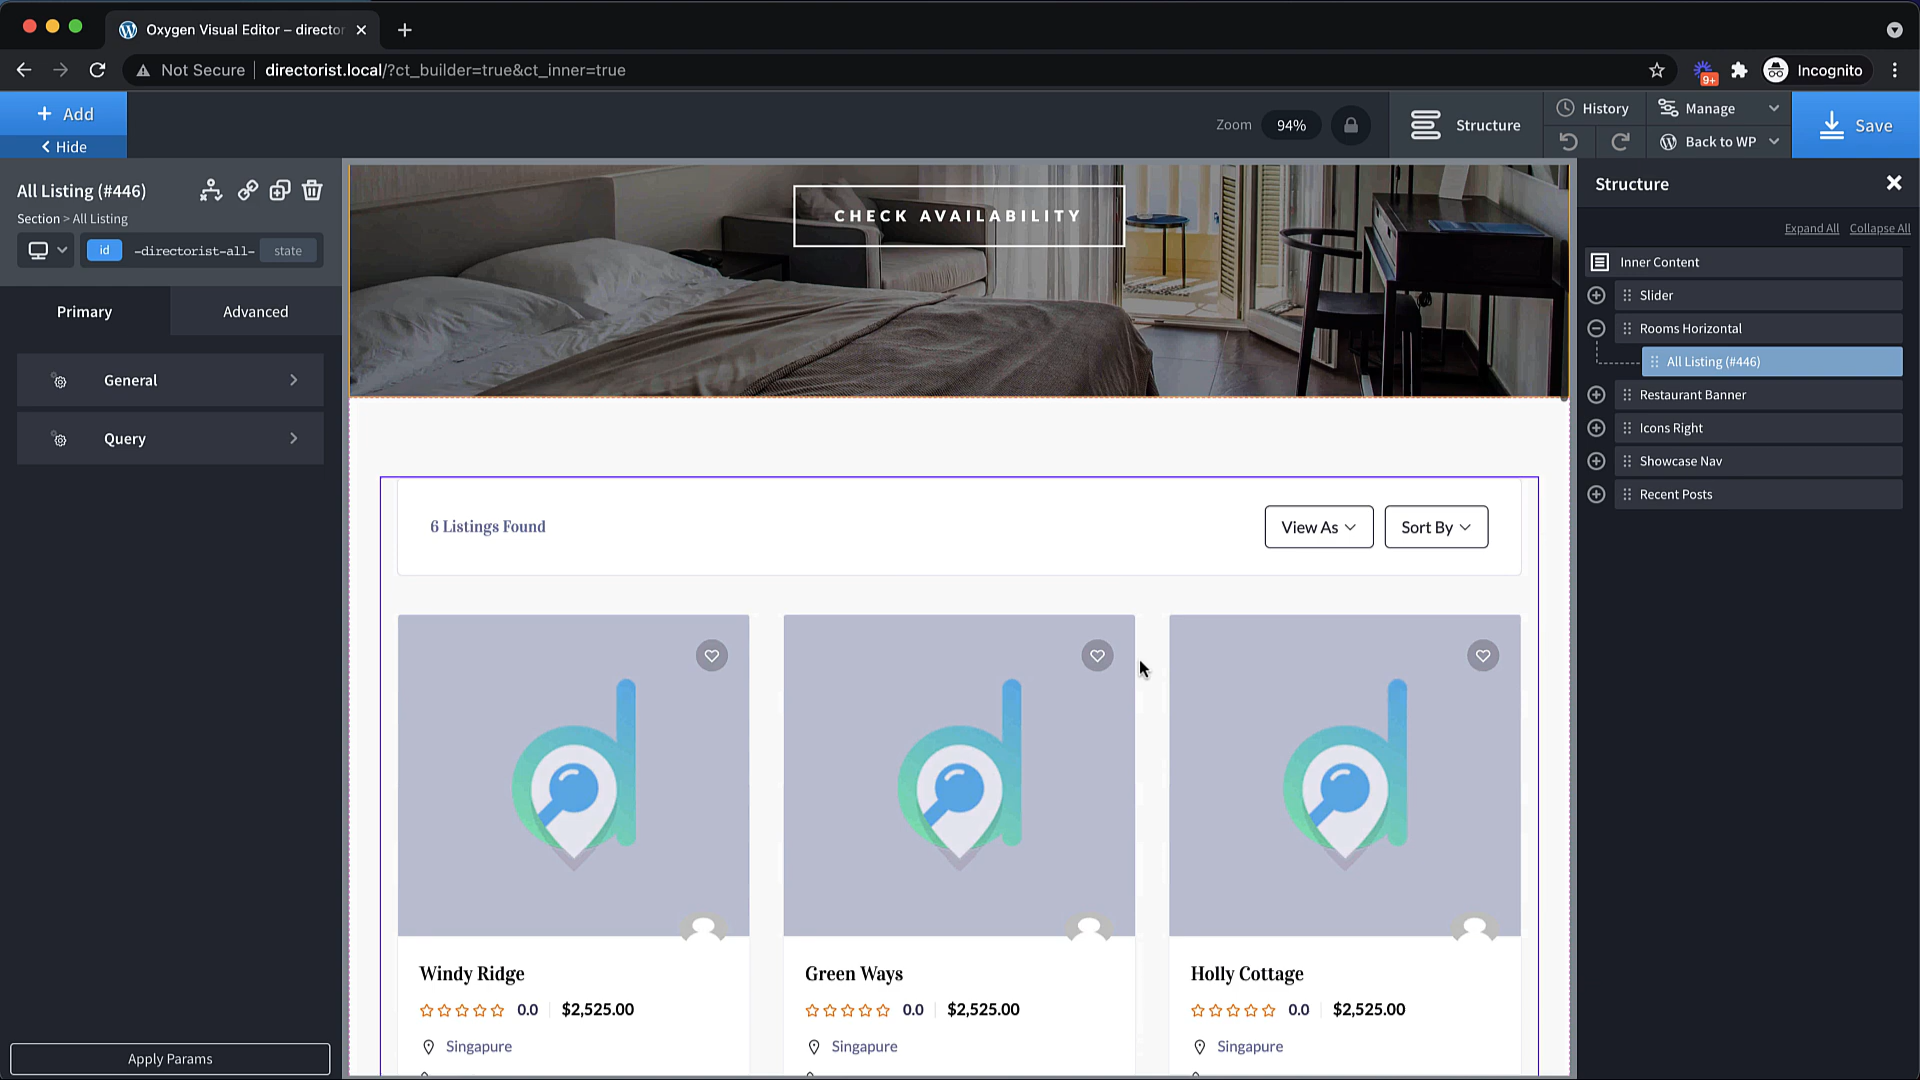 Oxygen Visual Editor – director
Not Secure
directorist.local/?ct_builder=true&ct_inner=true
9+
Incognito
+ Add
Hide
Zoom
94%
Structure
History
Manage
Back to WP
Save
All Listing (#446)
Section > All Listing
id
-directorist-all-
state
Primary
Advanced
General
Query
Apply Params
CHECK AVAILABILITY
6 Listings Found
View As
Sort By
Windy Ridge
0.0
$2,525.00
Singapore
Green Ways
0.0
$2,525.00
Singapore
Holly Cottage
0.0
$2,525.00
Singapore
Structure
Expand All
Collapse All
Inner Content
Slider
Rooms Horizontal
All Listing (#446)
Restaurant Banner
Icons Right
Showcase Nav
Recent Posts